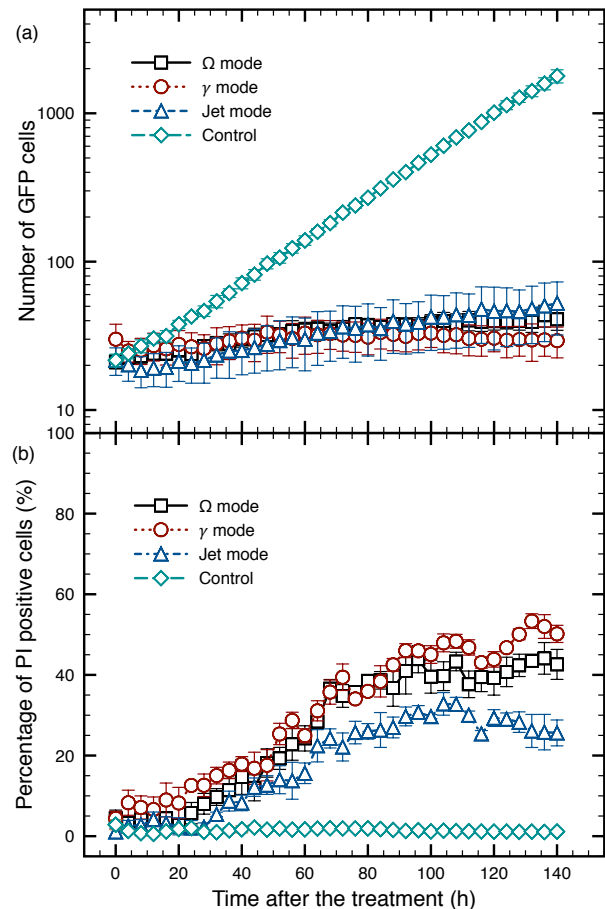 (a)
Ω mode
γ mode
Jet mode
Control
Number of GFP cells
1000
100
10
100
(b)
Ω mode
γ mode
Jet mode
Control
Percentage of PI positive cells (%)
80
60
40
20
0
0 20 40 60 80 100 120 140
Time after the treatment (h)